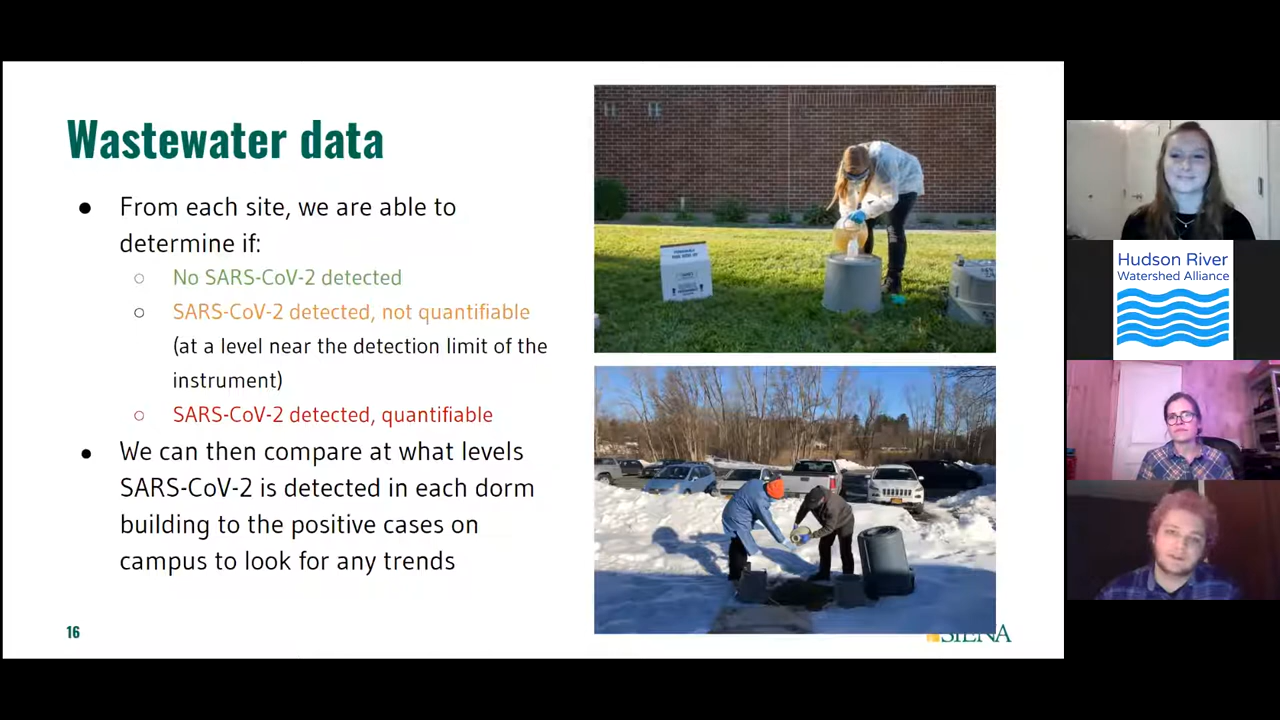 Wastewater data
● From each site, we are able to
determine if:
○ No SARS-CoV-2 detected
○ SARS-CoV-2 detected, not quantifiable
(at a level near the detection limit of the
instrument)
○ SARS-CoV-2 detected, quantifiable
● We can then compare at what levels
SARS-CoV-2 is detected in each dorm
building to the positive cases on
campus to look for any trends
16
SIENA
Hudson River
Watershed Alliance